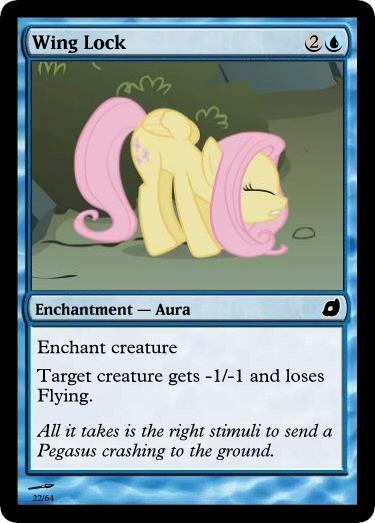 Wing Lock 2
Enchantment — Aura
Enchant creature
Target creature gets -1/-1 and loses
Flying.
All it takes is the right stimuli to send a
Pegasus crashing to the ground.
22/64